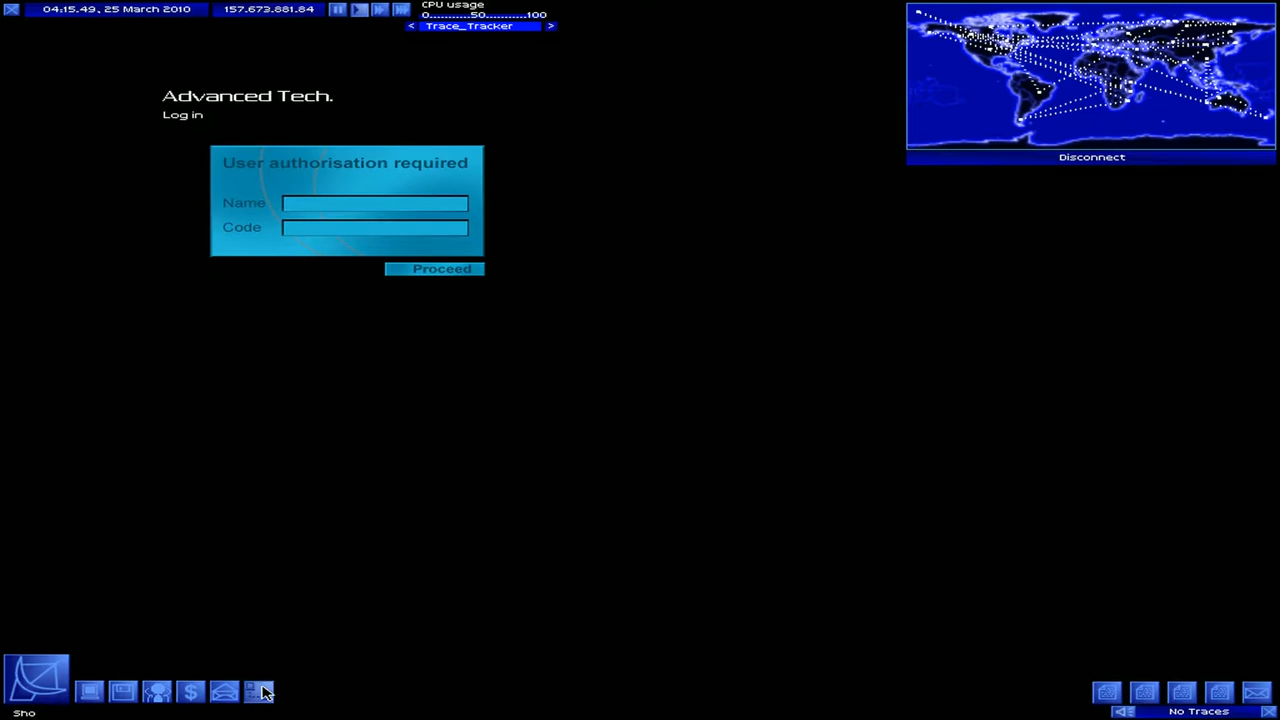 04:15.49, 25 March 2010
157.673.881.84
CPU usage
0...........50...........100
< Trace_Tracker >
Advanced Tech.
Log in
User authorisation required
Name
Code
Proceed
Disconnect
Sho
No Traces